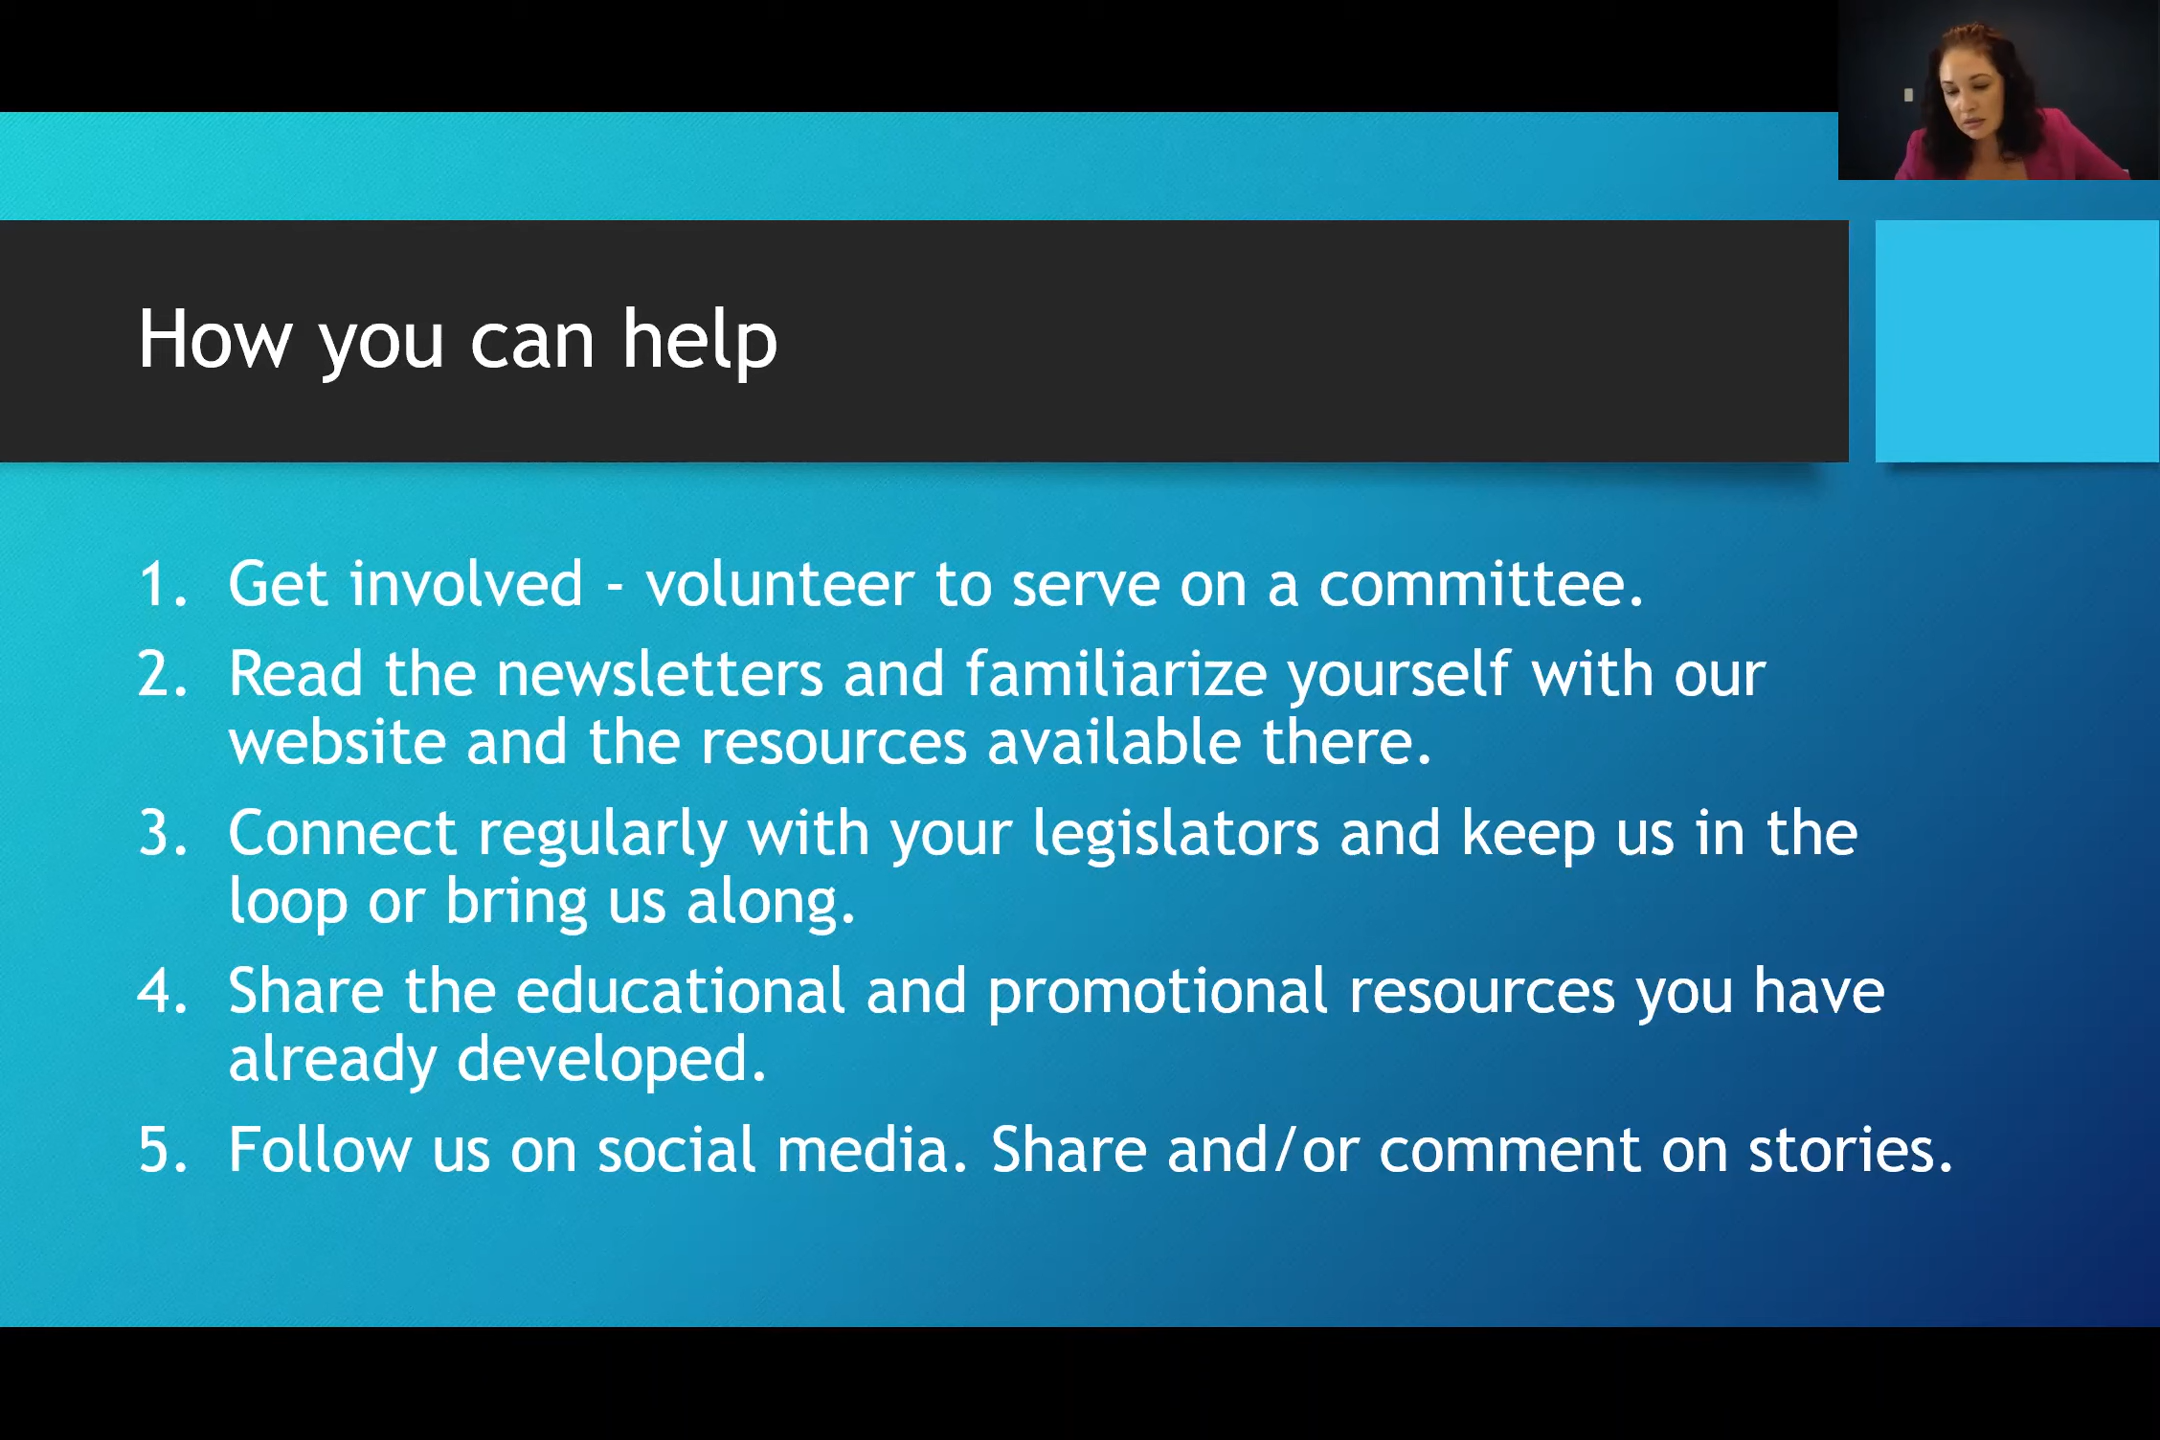 How you can help
1. Get involved - volunteer to serve on a committee.
2. Read the newsletters and familiarize yourself with our
website and the resources available there.
3. Connect regularly with your legislators and keep us in the
loop or bring us along.
4. Share the educational and promotional resources you have
already developed.
5. Follow us on social media. Share and/or comment on stories.